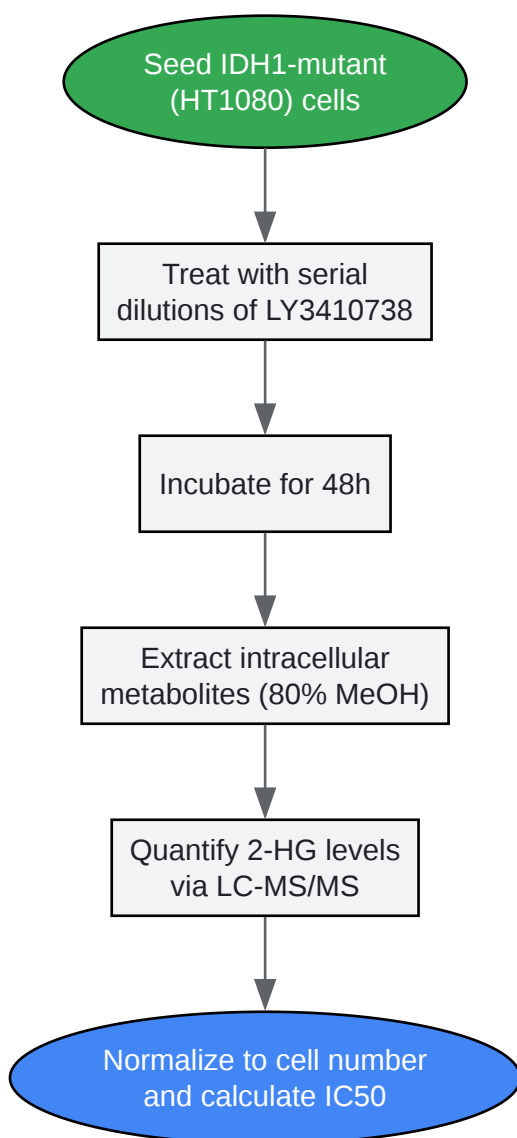 Seed IDH1-mutant
(HT1080) cells
Treat with serial
dilutions of LY3410738
Incubate for 48h
Extract intracellular
metabolites (80% MeOH)
Quantify 2-HG levels
via LC-MS/MS
Normalize to cell number
and calculate IC50